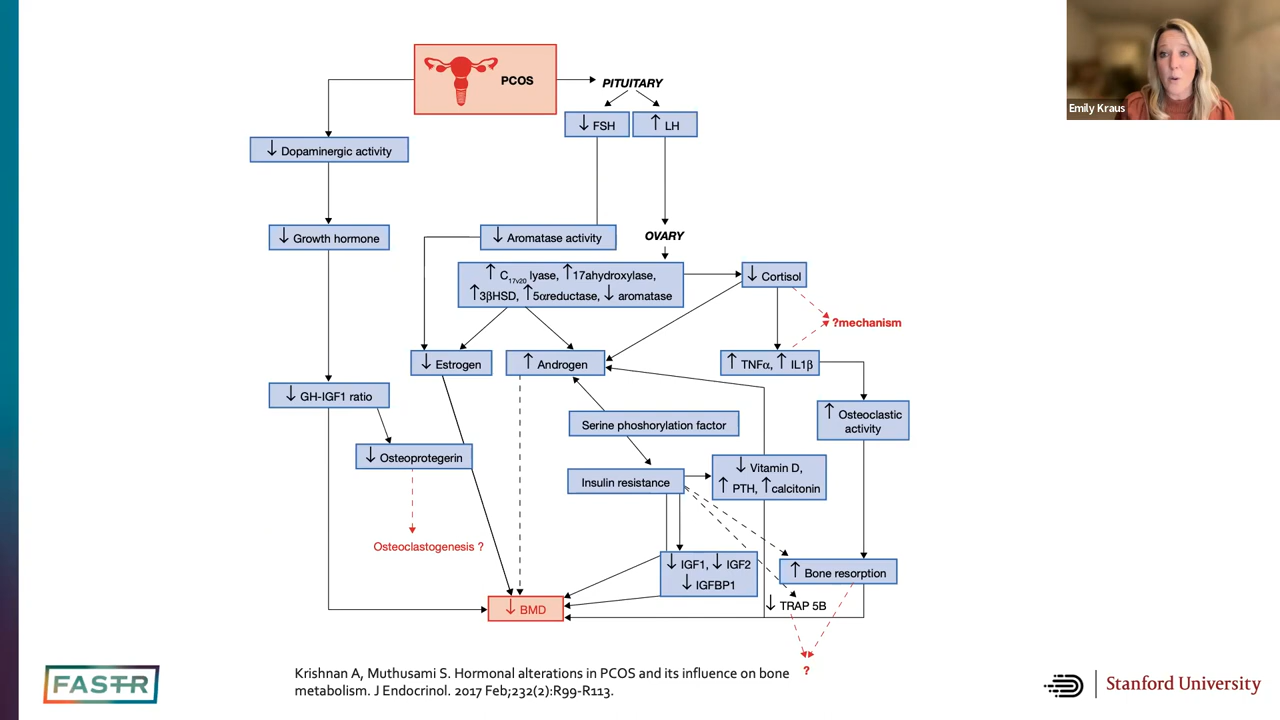 PCOS
PITUITARY
↓ FSH
↑ LH
Emily Kraus
↓ Dopaminergic activity
↓ Growth hormone
↓ Aromatase activity
OVARY
↑ C17v20 lyase, ↑17ahydroxylase,
↑3βHSD, ↑5αreductase, ↓ aromatase
↓ Cortisol
?mechanism
↓ Estrogen
↑ Androgen
↑ TNFα, ↑ IL1β
↓ GH-IGF1 ratio
↑ Osteoclastic
activity
Serine phoshorylation factor
↓ Osteoprotegerin
↓ Vitamin D,
↑ PTH, ↑calcitonin
Insulin resistance
Osteoclastogenesis ?
↓ IGF1, ↓ IGF2
↓ IGFBP1
↑ Bone resorption
↓ TRAP 5B
↓ BMD
?
Krishnan A, Muthusami S. Hormonal alterations in PCOS and its influence on bone
metabolism. J Endocrinol. 2017 Feb;232(2):R99-R113.
FASTR
Stanford University